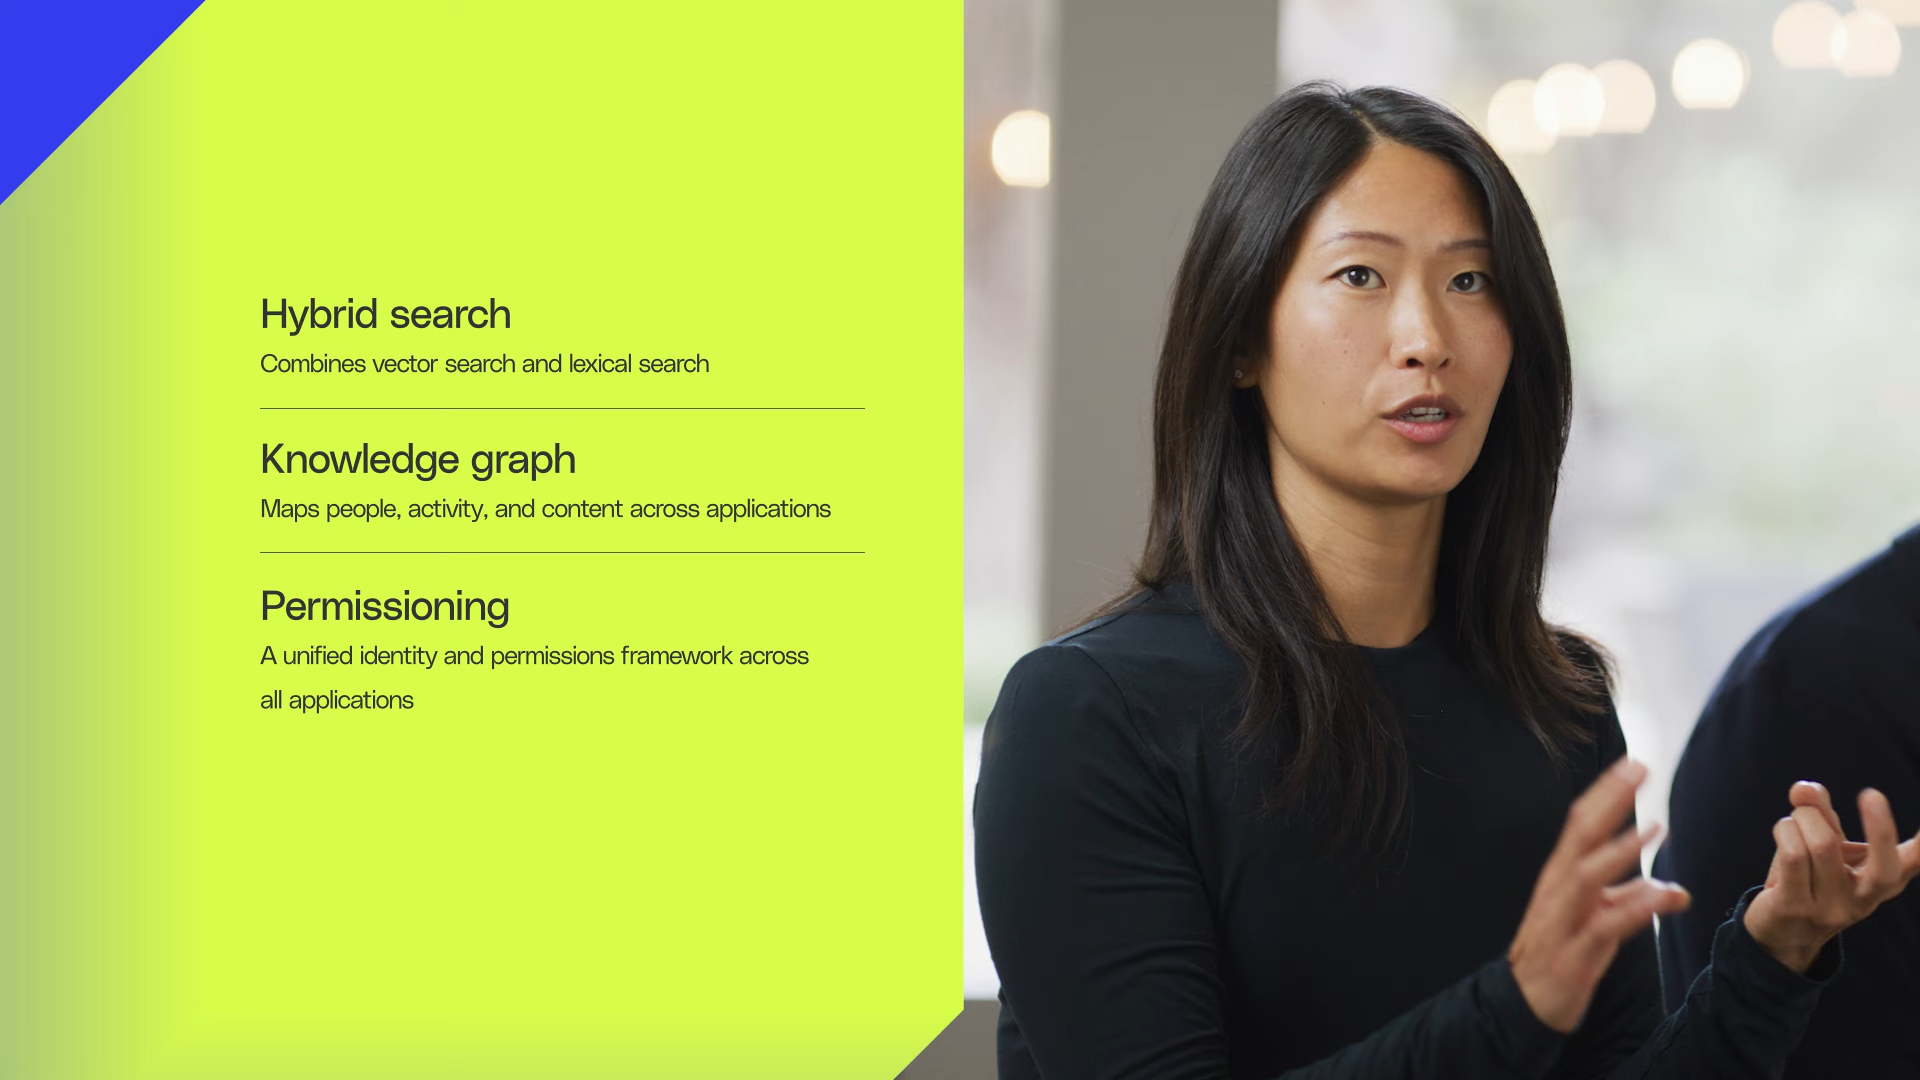 Hybrid search
Combines vector search and lexical search
Knowledge graph
Maps people, activity, and content across applications
Permissioning
A unified identity and permissions framework across
all applications